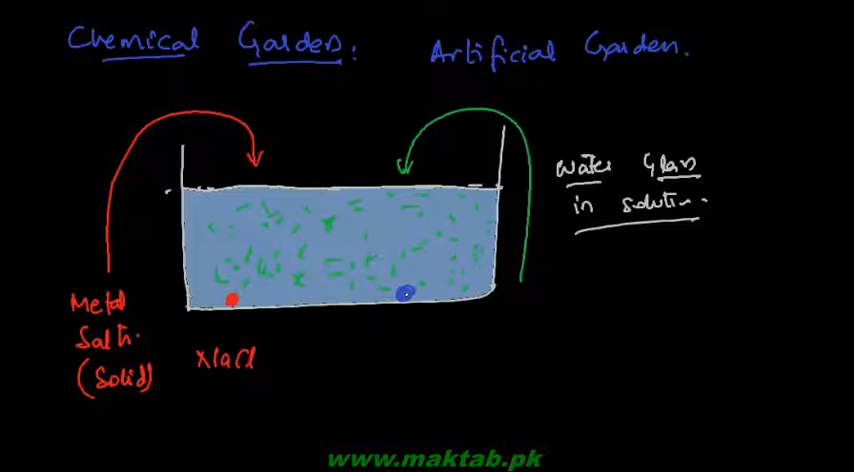 Chemical Garden: Artificial Garden.
Water Glass
in solution.
Metal
Salt
(Solid)
www.maktab.pk